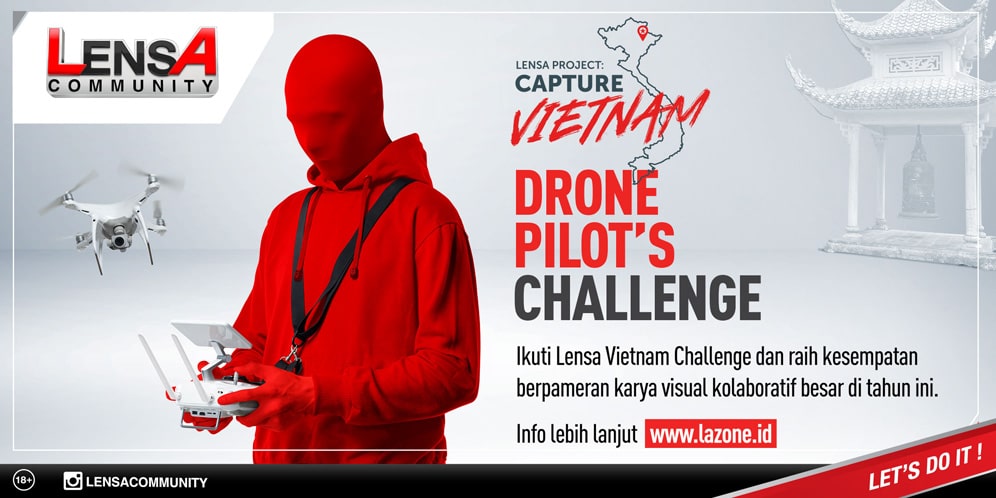 LENSA
COMMUNITY
LENSA PROJECT:
CAPTURE
VIETNAM
DRONE
PILOT'S
CHALLENGE
Ikuti Lensa Vietnam Challenge dan raih kesempatan
berpameran karya visual kolaboratif besar di tahun ini.
Info lebih lanjut www.lazone.id
18+ LENSACOMMUNITY
LET'S DO IT !